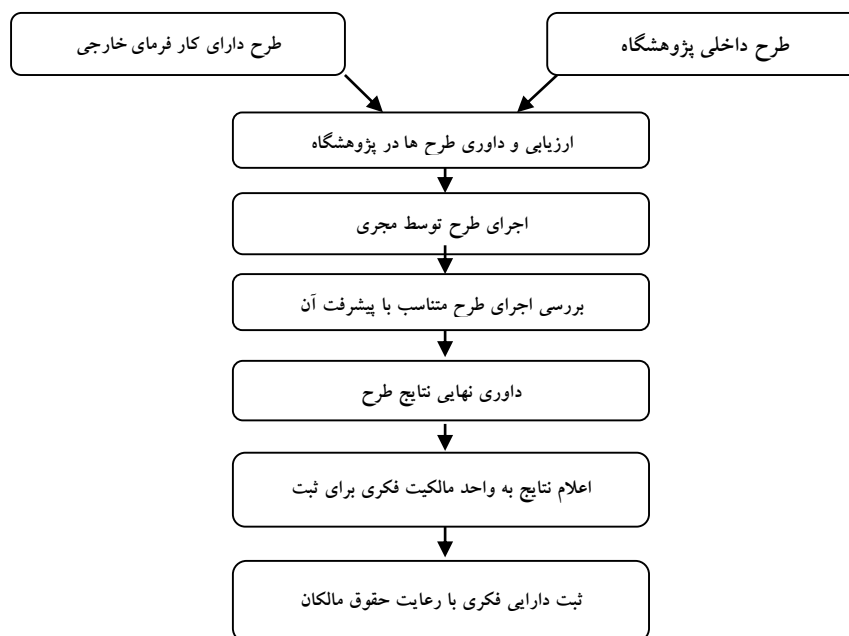 طرح داخلی پژوهشگاه
طرح دارای کار فرمای خارجی
ارزیابی و داوری طرح ها در پژوهشگاه
اجرای طرح توسط مجری
بررسی اجرای طرح متناسب با پیشرفت آن
داوری نهایی نتایج طرح
اعلام نتایج به واحد مالکیت فکری برای ثبت
ثبت دارایی فکری با رعایت حقوق مالکان